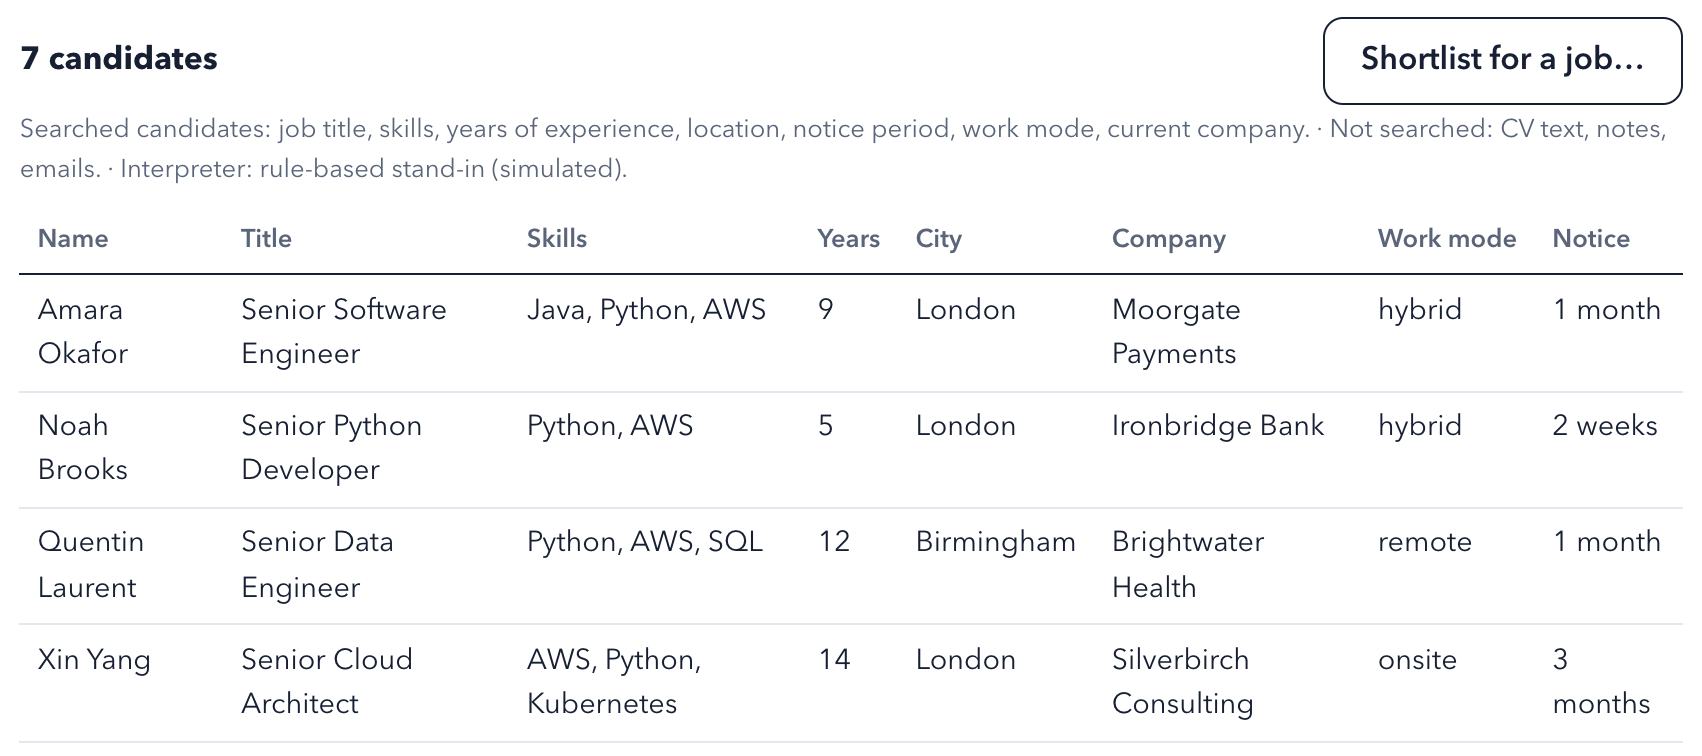 7 candidates
Shortlist for a job…
Searched candidates: job title, skills, years of experience, location, notice period, work mode, current company. · Not searched: CV text, notes,
emails. · Interpreter: rule-based stand-in (simulated).
Name Title Skills Years City Company Work mode Notice
Amara Senior Software Java, Python, AWS 9 London Moorgate hybrid 1 month
Okafor Engineer Payments
Noah Senior Python Python, AWS 5 London Ironbridge Bank hybrid 2 weeks
Brooks Developer
Quentin Senior Data Python, AWS, SQL 12 Birmingham Brightwater remote 1 month
Laurent Engineer Health
Xin Yang Senior Cloud AWS, Python, 14 London Silverbirch onsite 3
Architect Kubernetes Consulting months